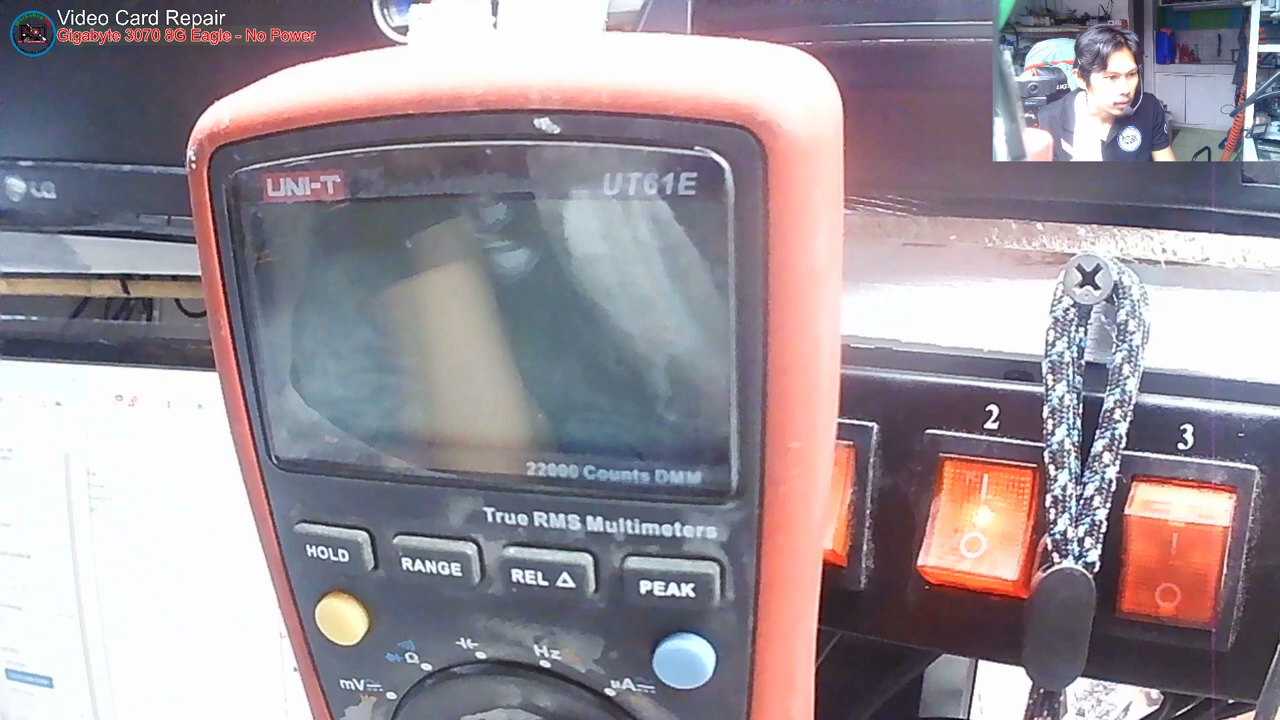 Video Card Repair
Gigabyte 3070 8G Eagle - No Power
LG
UNI-T
UT61E
22000 Counts DMM
True RMS Multimeters
HOLD
RANGE
REL △
PEAK
Hz
Ω
mV
µA
2
3